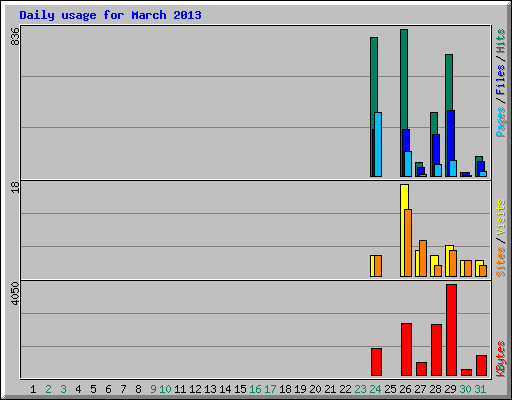 Daily usage for March 2013
836
Pages / Files / Hits
18
Sites / Visits
4050
KBytes
1 2 3 4 5 6 7 8 9 10 11 12 13 14 15 16 17 18 19 20 21 22 23 24 25 26 27 28 29 30 31